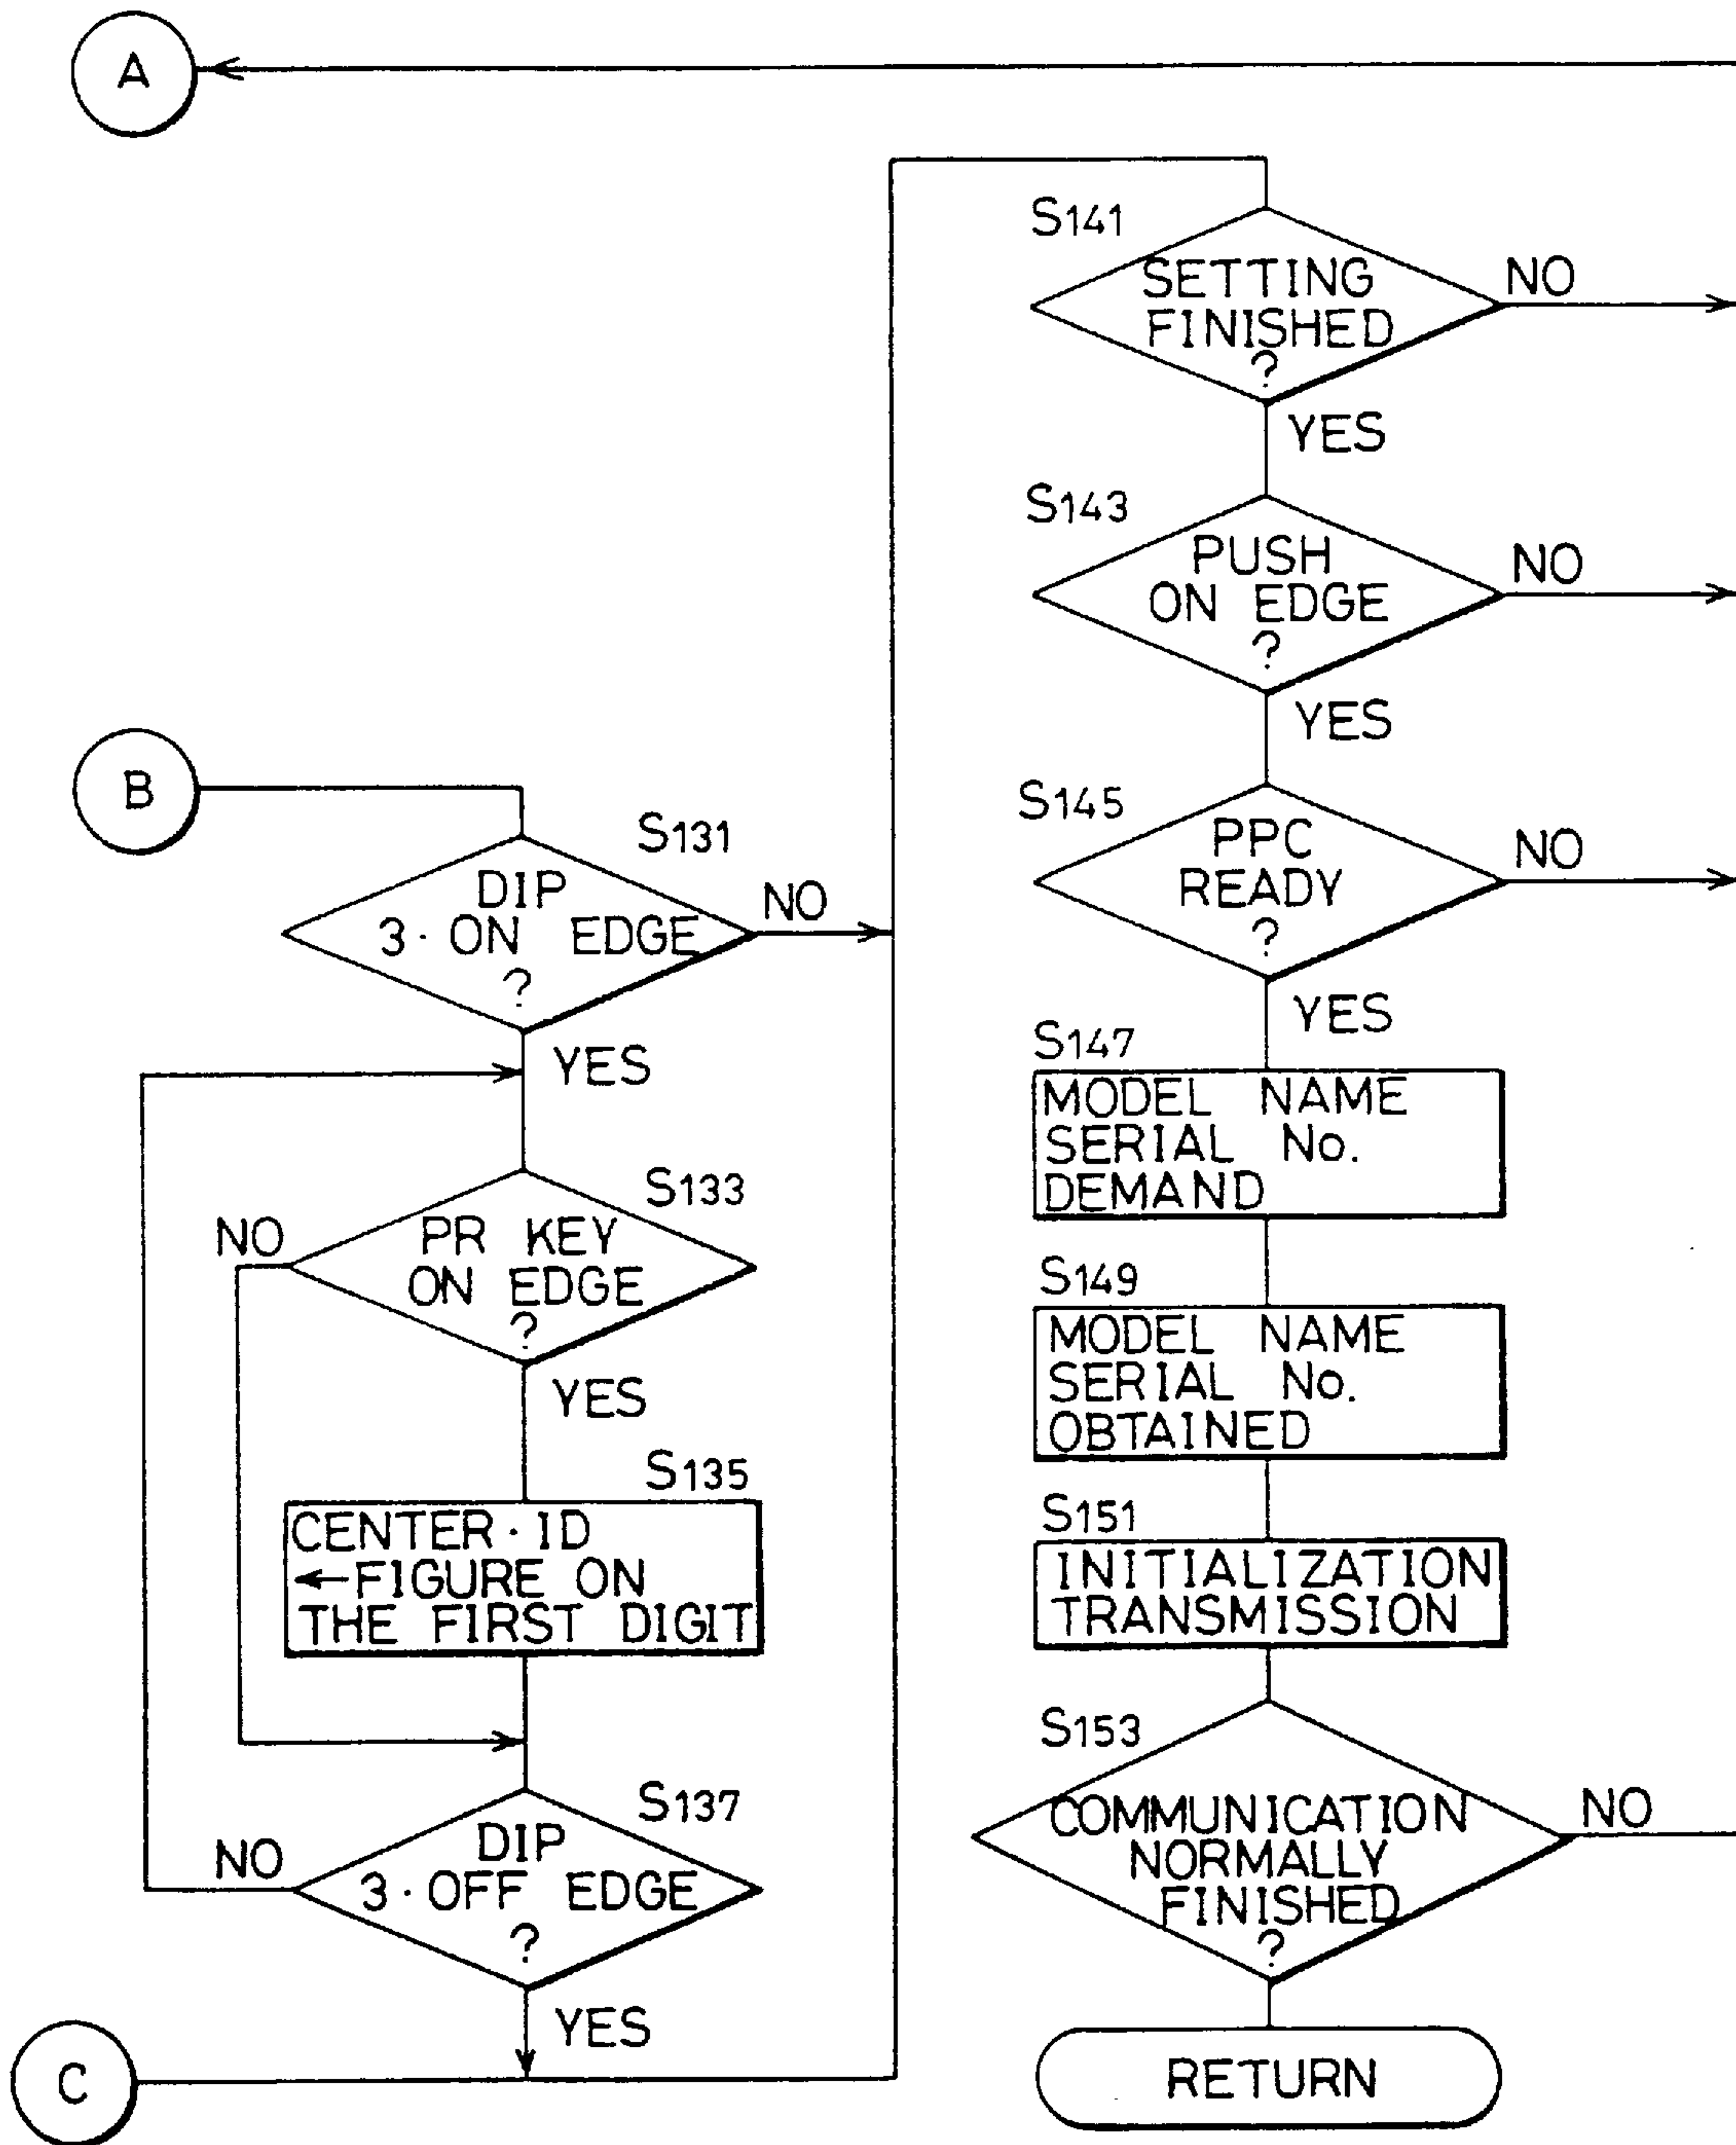 A
B
S131
DIP
3·ON EDGE
?
NO
YES
S133
PR KEY
ON EDGE
?
NO
YES
S135
CENTER·ID
←FIGURE ON
THE FIRST DIGIT
S137
DIP
3·OFF EDGE
?
NO
YES
C
S141
SETTING
FINISHED
?
NO
YES
S143
PUSH
ON EDGE
?
NO
YES
S145
PPC
READY
?
NO
YES
S147
MODEL NAME
SERIAL No.
DEMAND
S149
MODEL NAME
SERIAL No.
OBTAINED
S151
INITIALIZATION
TRANSMISSION
S153
COMMUNICATION
NORMALLY
FINISHED
?
NO
RETURN